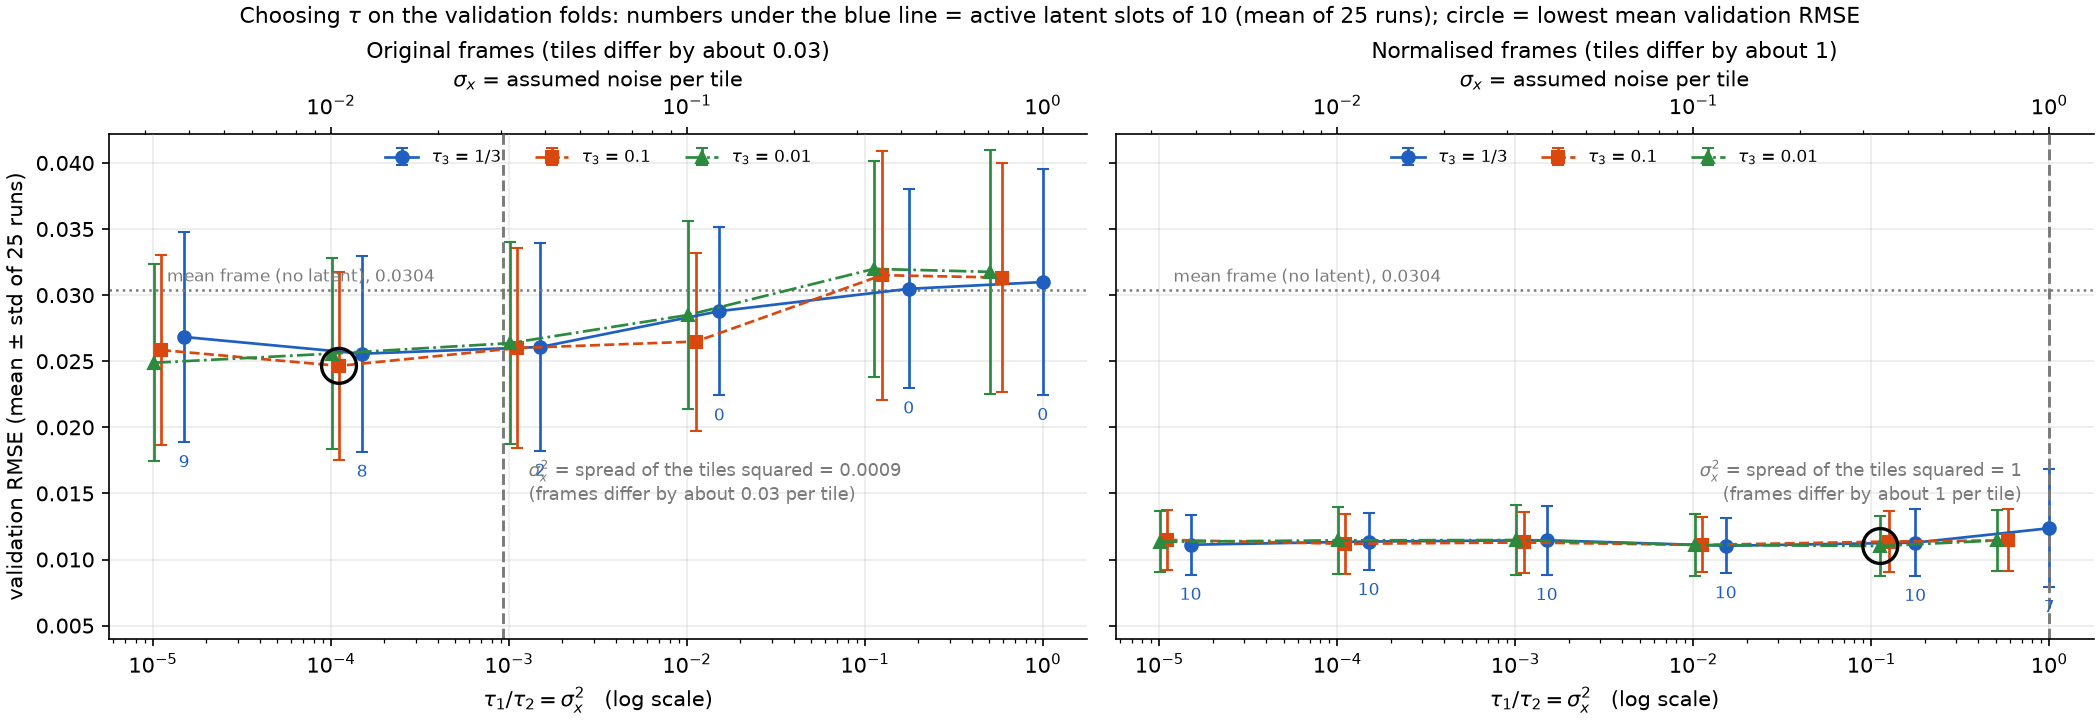 Choosing τ on the validation folds: numbers under the blue line = active latent slots of 10 (mean of 25 runs); circle = lowest mean validation RMSE
Original frames (tiles differ by about 0.03)
σₓ = assumed noise per tile
10⁻² 10⁻¹ 10⁰
τ₃ = 1/3 τ₃ = 0.1 τ₃ = 0.01
validation RMSE (mean ± std of 25 runs)
0.040
0.035
0.030
0.025
0.020
0.015
0.010
0.005
mean frame (no latent), 0.0304
9 8 2 0 0 0
σₓ² = spread of the tiles squared = 0.0009
(frames differ by about 0.03 per tile)
10⁻⁵ 10⁻⁴ 10⁻³ 10⁻² 10⁻¹ 10⁰
τ₁/τ₂ = σₓ² (log scale)
Normalised frames (tiles differ by about 1)
σₓ = assumed noise per tile
10⁻² 10⁻¹ 10⁰
τ₃ = 1/3 τ₃ = 0.1 τ₃ = 0.01
mean frame (no latent), 0.0304
σₓ² = spread of the tiles squared = 1
(frames differ by about 1 per tile)
10 10 10 10 10 7
10⁻⁵ 10⁻⁴ 10⁻³ 10⁻² 10⁻¹ 10⁰
τ₁/τ₂ = σₓ² (log scale)